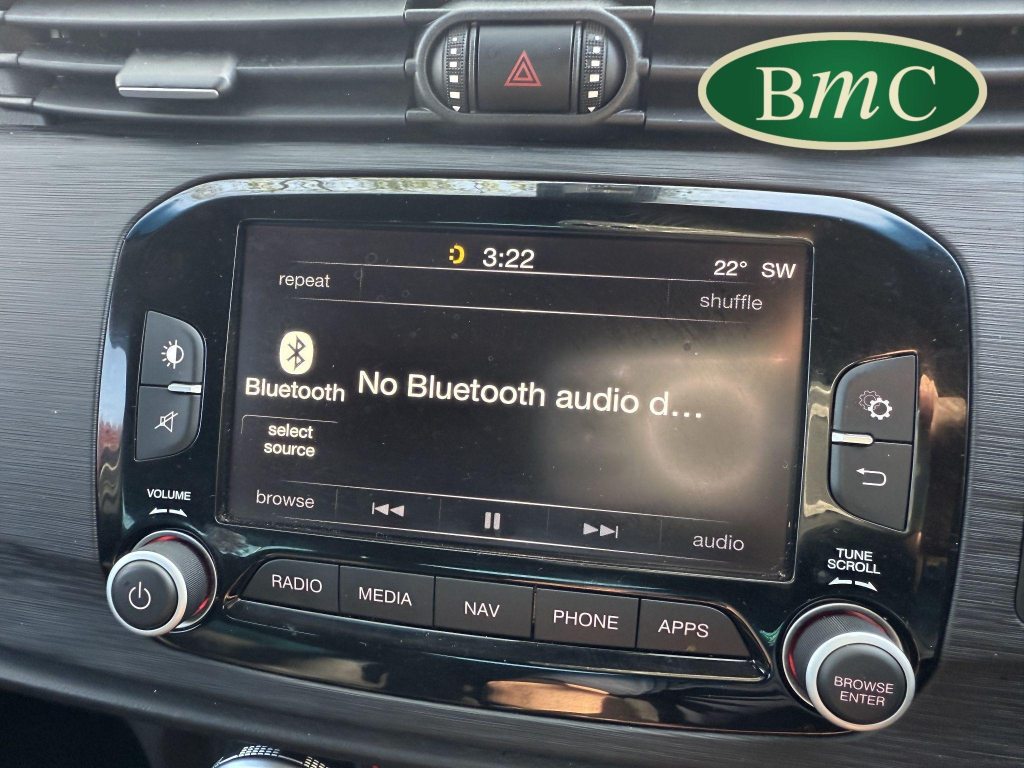 BmC
3:22
22° SW
repeat
shuffle
Bluetooth
No Bluetooth audio d...
select
source
browse
audio
VOLUME
TUNE
SCROLL
RADIO
MEDIA
NAV
PHONE
APPS
BROWSE
ENTER